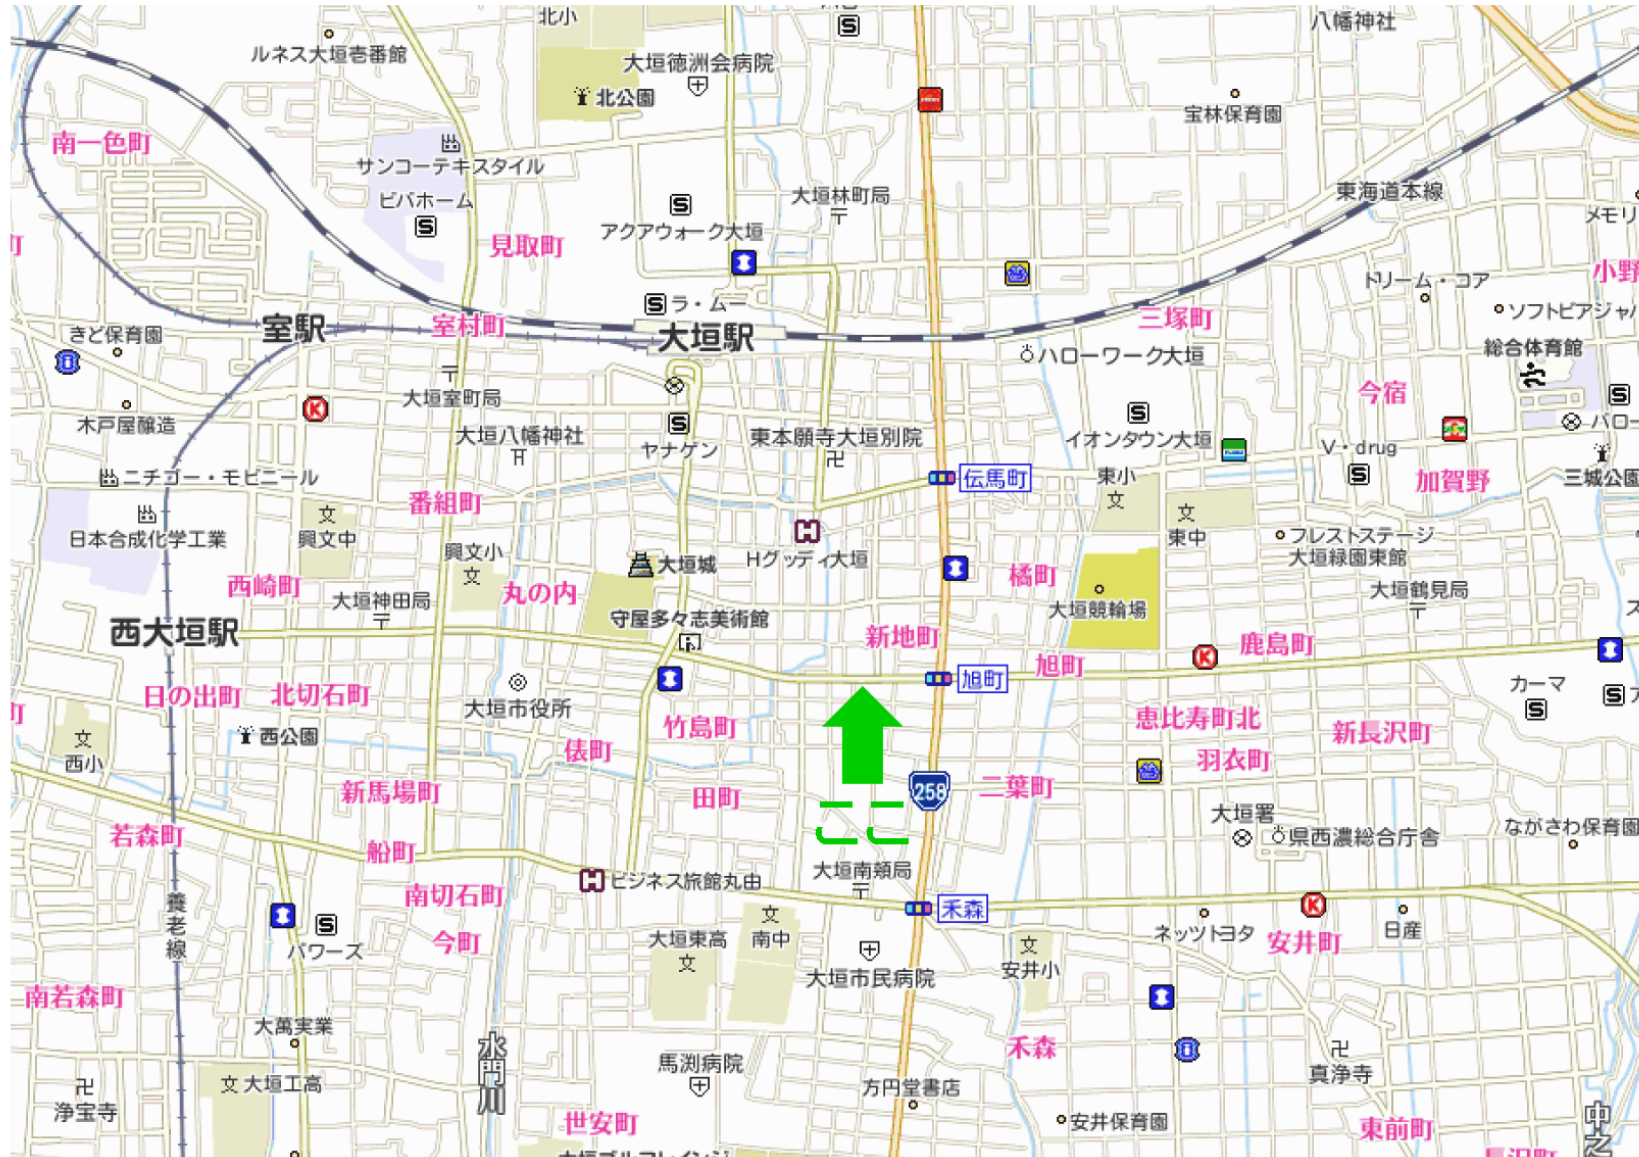 北小
ルネス大垣壱番館
大垣徳洲会病院
八幡神社
北公園
宝林保育園
南一色町
サンコーテキスタイル
ビバホーム
大垣林町局
東海道本線
アクアウォーク大垣
見取町
ドリーム・コア
ラ・ムー
ソフトピアジャパ
室駅
室村町
大垣駅
三塚町
きど保育園
ハローワーク大垣
総合体育館
大垣室町局
今宿
木戸屋醸造
大垣八幡神社
ヤナゲン
東本願寺大垣別院
イオンタウン大垣
V・drug
バロー
ニチゴー・モビニール
伝馬町
東小
加賀野
三城公園
番組町
日本合成化学工業
興文中
興文小
大垣城
Hグッディ大垣
東中
フレストステージ
大垣緑園東館
西崎町
丸の内
橘町
大垣神田局
大垣競輪場
大垣鶴見局
守屋多々志美術館
西大垣駅
新地町
旭町
鹿島町
旭町
日の出町
北切石町
大垣市役所
カーマ
竹島町
恵比寿町北
新長沢町
西公園
俵町
羽衣町
西小
新馬場町
田町
258
二葉町
大垣署
県西濃総合庁舎
ながさわ保育園
若森町
船町
大垣南頬局
ビジネス旅館丸由
南切石町
禾森
養老線
今町
パワーズ
大垣東高
南中
大垣市民病院
安井小
ネッツトヨタ
安井町
日産
南若森町
大萬実業
水門川
馬渕病院
禾森
真浄寺
大垣工高
浄宝寺
方円堂書店
世安町
安井保育園
東前町